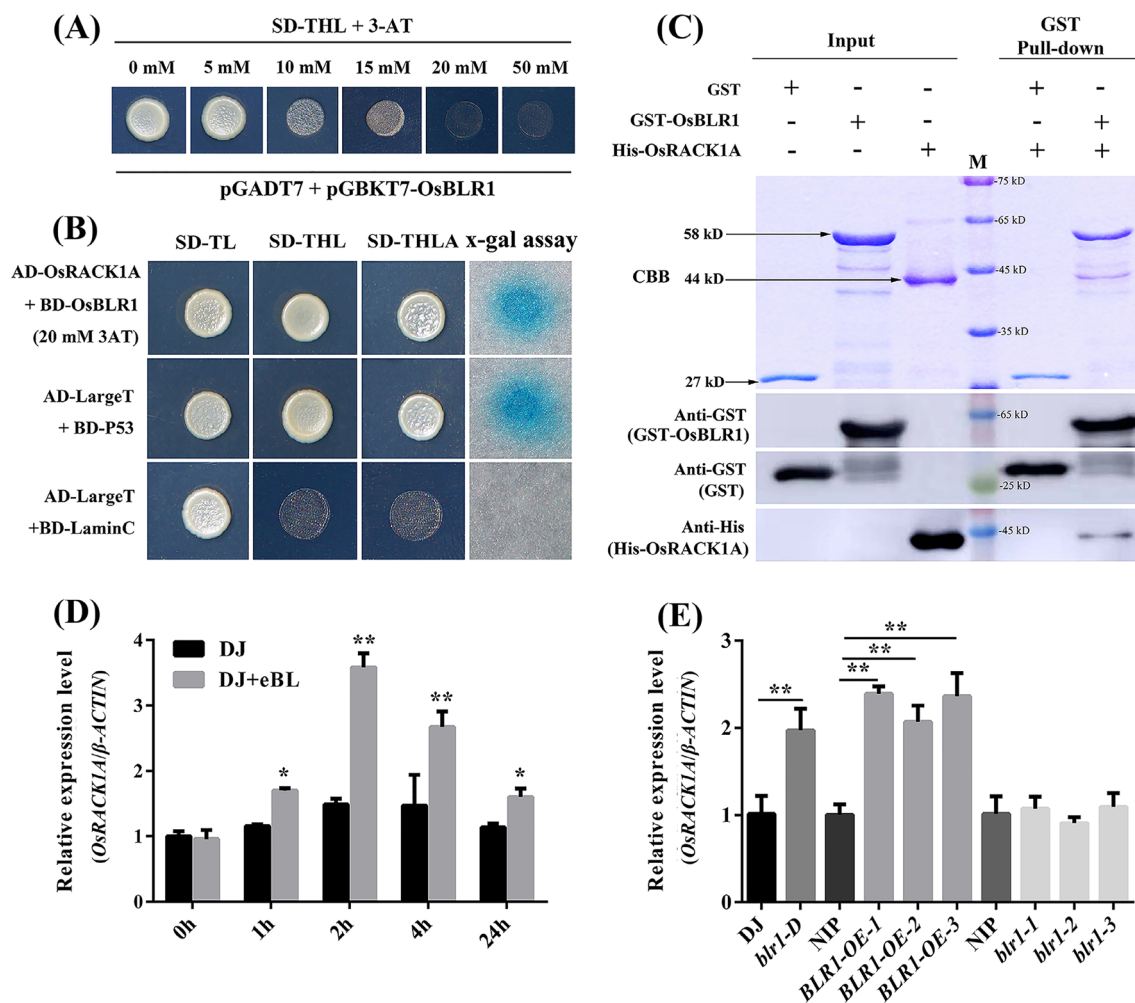 (A)
SD-THL + 3-AT
0 mM 5 mM 10 mM 15 mM 20 mM 50 mM
pGADT7 + pGBKT7-OsBLR1
(B)
SD-TL SD-THL SD-THLA x-gal assay
AD-OsRACK1A
+ BD-OsBLR1
(20 mM 3AT)
AD-LargeT
+ BD-P53
AD-LargeT
+BD-LaminC
(C)
Input
GST
Pull-down
GST + - - + -
GST-OsBLR1 - + - - +
His-OsRACK1A - - + + +
M
-75 kD
-65 kD
58 kD
-45 kD
CBB
44 kD
-35 kD
27 kD
Anti-GST
(GST-OsBLR1)
-65 kD
Anti-GST
(GST)
-25 kD
Anti-His
(His-OsRACK1A)
-45 kD
(D)
Relative expression level
(OsRACK1A/β-ACTIN)
4
3
2
1
0
DJ
DJ+eBL
*
**
**
*
0h 1h 2h 4h 24h
(E)
Relative expression level
(OsRACK1A/β-ACTIN)
3
2
1
0
**
**
**
**
DJ blr1-D NIP BLR1-OE-1 BLR1-OE-2 BLR1-OE-3 NIP blr1-1 blr1-2 blr1-3